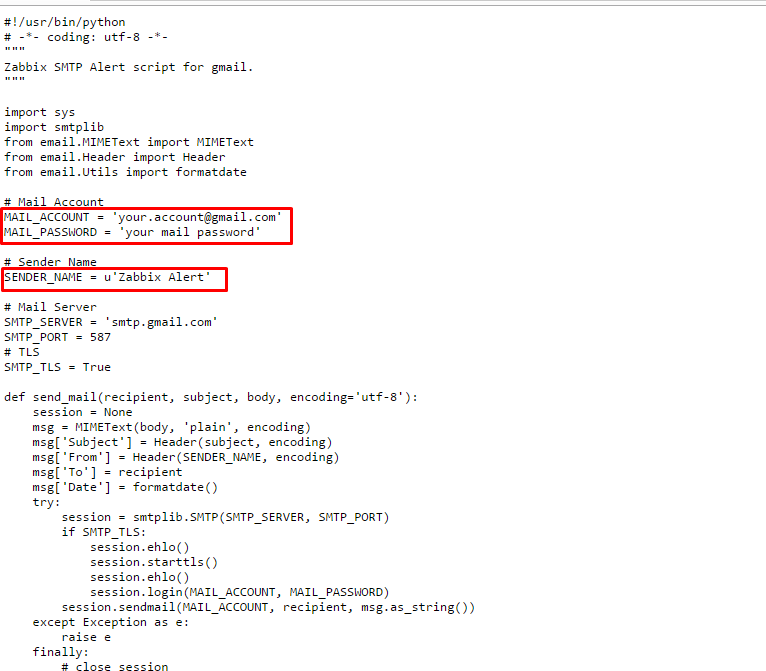 #!/usr/bin/python
# -*- coding: utf-8 -*-
"""
Zabbix SMTP Alert script for gmail.
"""
import sys
import smtplib
from email.MIMEText import MIMEText
from email.Header import Header
from email.Utils import formatdate
# Mail Account
MAIL_ACCOUNT = 'your.account@gmail.com'
MAIL_PASSWORD = 'your mail password'
# Sender Name
SENDER_NAME = u'Zabbix Alert'
# Mail Server
SMTP_SERVER = 'smtp.gmail.com'
SMTP_PORT = 587
# TLS
SMTP_TLS = True
def send_mail(recipient, subject, body, encoding='utf-8'):
    session = None
    msg = MIMEText(body, 'plain', encoding)
    msg['Subject'] = Header(subject, encoding)
    msg['From'] = Header(SENDER_NAME, encoding)
    msg['To'] = recipient
    msg['Date'] = formatdate()
    try:
        session = smtplib.SMTP(SMTP_SERVER, SMTP_PORT)
        if SMTP_TLS:
            session.ehlo()
            session.starttls()
            session.ehlo()
            session.login(MAIL_ACCOUNT, MAIL_PASSWORD)
        session.sendmail(MAIL_ACCOUNT, recipient, msg.as_string())
    except Exception as e:
        raise e
    finally:
        # close session